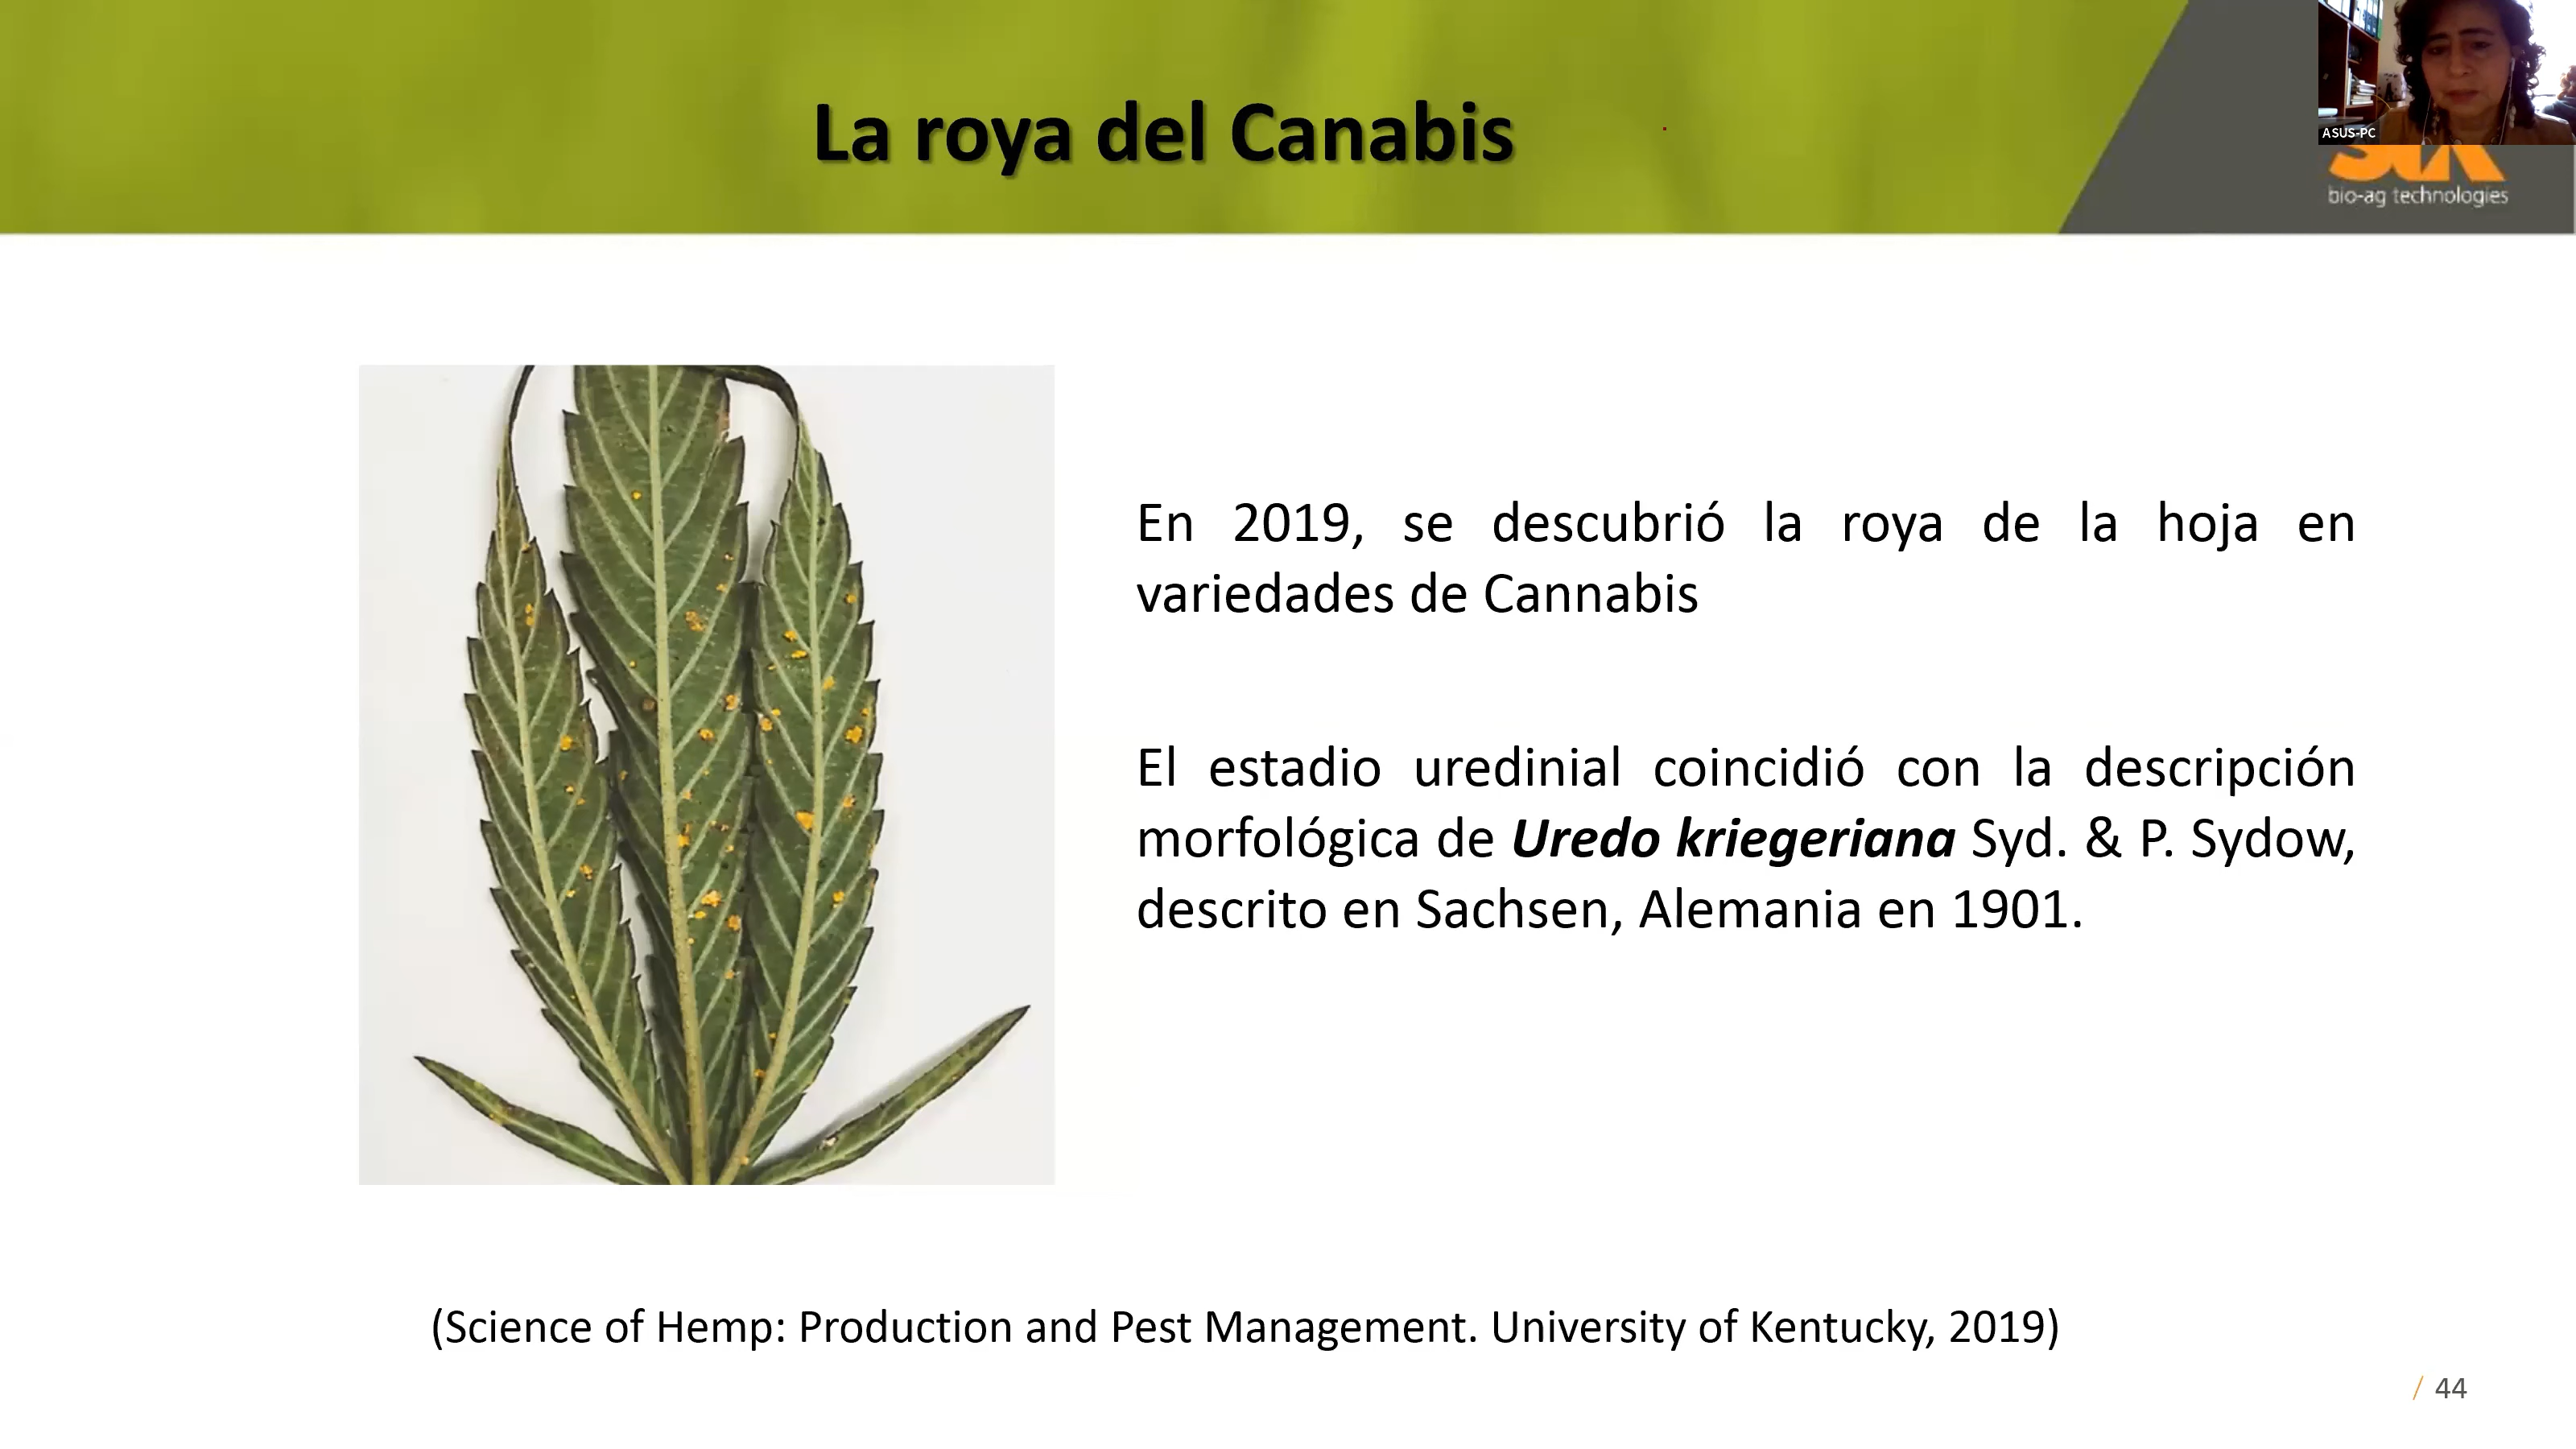 La roya del Canabis
ASUS-PC
bio-ag technologies
En 2019, se descubrió la roya de la hoja en
variedades de Cannabis
El estadio uredinial coincidió con la descripción
morfológica de Uredo kriegeriana Syd. & P. Sydow,
descrito en Sachsen, Alemania en 1901.
(Science of Hemp: Production and Pest Management. University of Kentucky, 2019)
/ 44